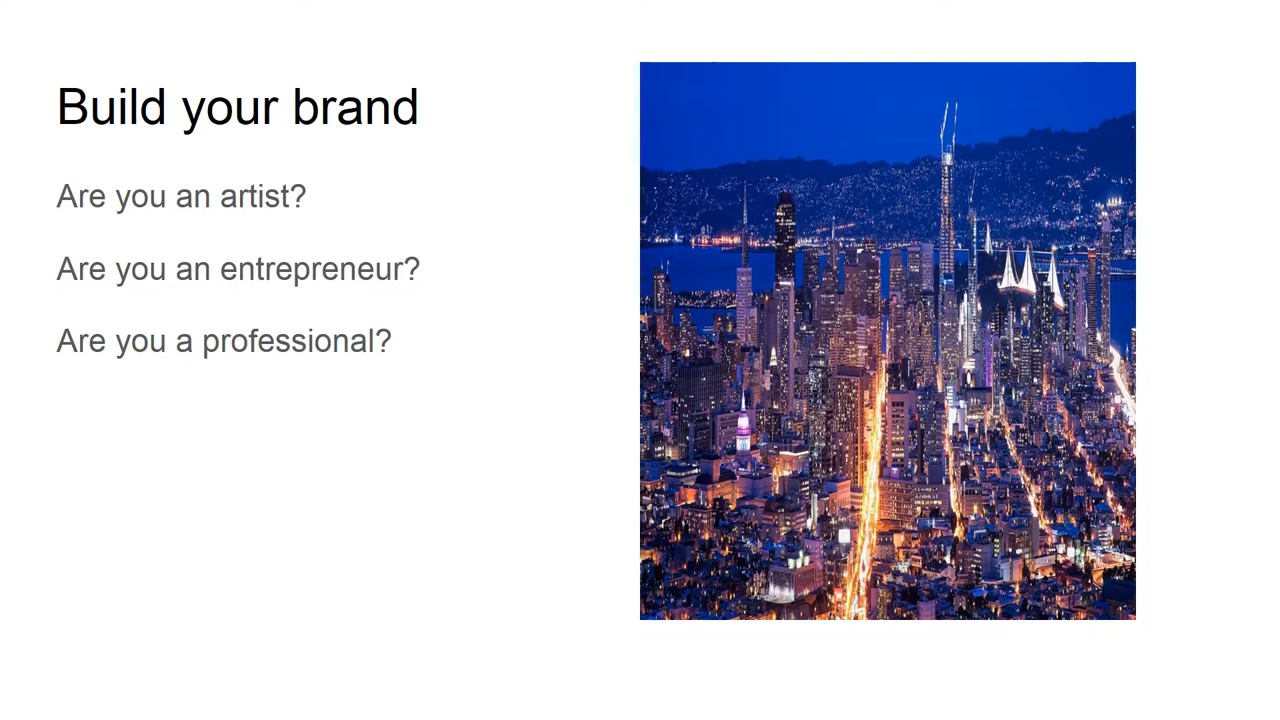 Build your brand
Are you an artist?
Are you an entrepreneur?
Are you a professional?